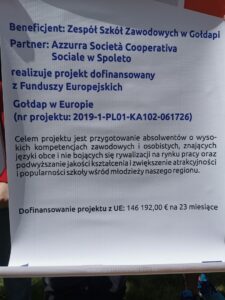 Beneficjent: Zespół Szkół Zawodowych w Gołdapi
Partner: Azzurra Società Cooperativa
Sociale w Spoleto
realizuje projekt dofinansowany
z Funduszy Europejskich
Gołdap w Europie
(nr projektu: 2019-1-PL01-KA102-061726)
Celem projektu jest przygotowanie absolwentów o wyso-
kich kompetencjach zawodowych i osobistych, znających
języki obce i nie bojących się rywalizacji na rynku pracy oraz
podwyższanie jakości kształcenia i zwiększenie atrakcyjności
i popularności szkoły wśród młodzieży naszego regionu.
Dofinansowanie projektu z UE: 146 192,00 € na 23 miesiące